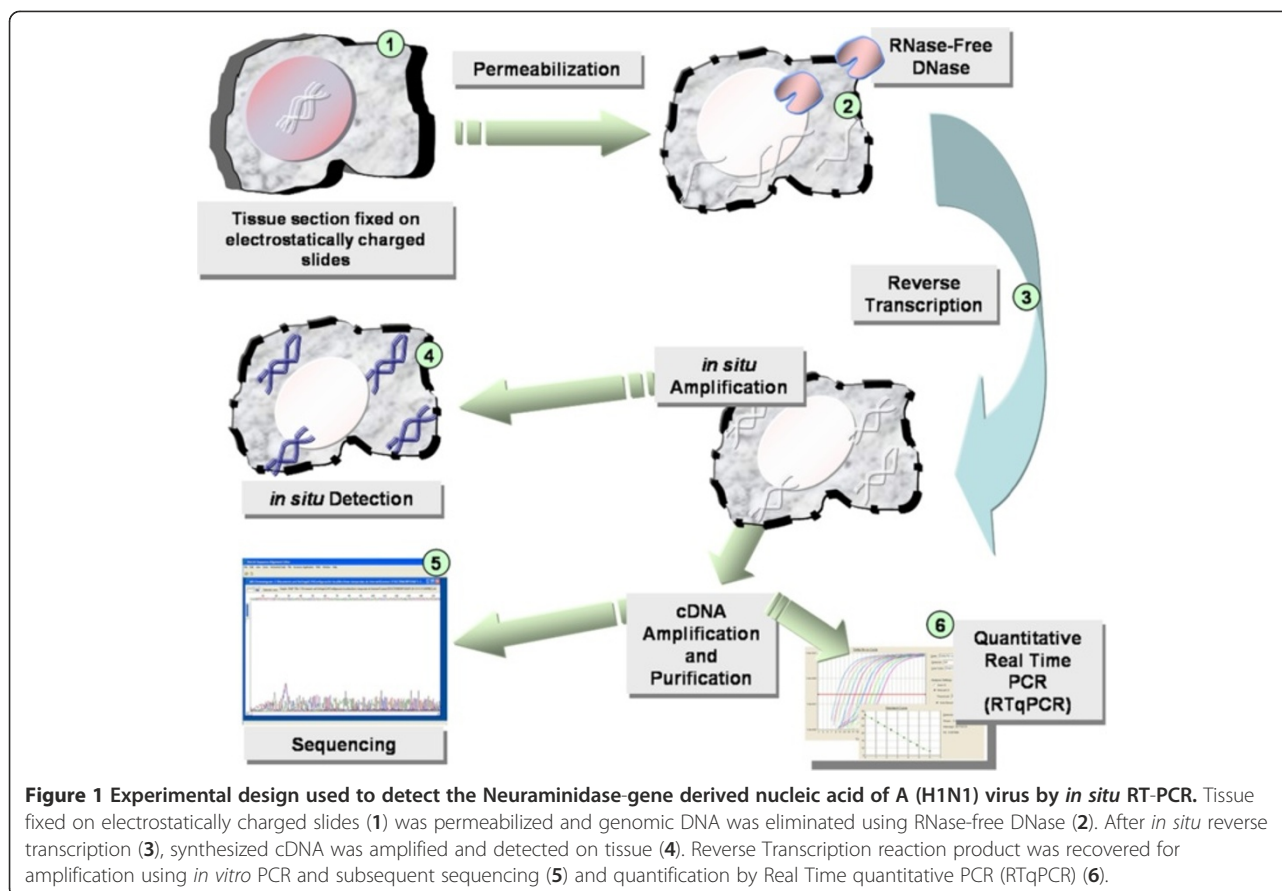 1
Permeabilization
RNase-Free
DNase
2
Tissue section fixed on
electrostatically charged
slides
Reverse
Transcription
3
4
in situ
Amplification
in situ Detection
5
cDNA
Amplification
and
Purification
6
Quantitative
Real Time
PCR
(RTqPCR)
Sequencing
Figure 1 Experimental design used to detect the Neuraminidase-gene derived nucleic acid of A (H1N1) virus by in situ RT-PCR. Tissue
fixed on electrostatically charged slides (1) was permeabilized and genomic DNA was eliminated using RNase-free DNase (2). After in situ reverse
transcription (3), synthesized cDNA was amplified and detected on tissue (4). Reverse Transcription reaction product was recovered for
amplification using in vitro PCR and subsequent sequencing (5) and quantification by Real Time quantitative PCR (RTqPCR) (6).